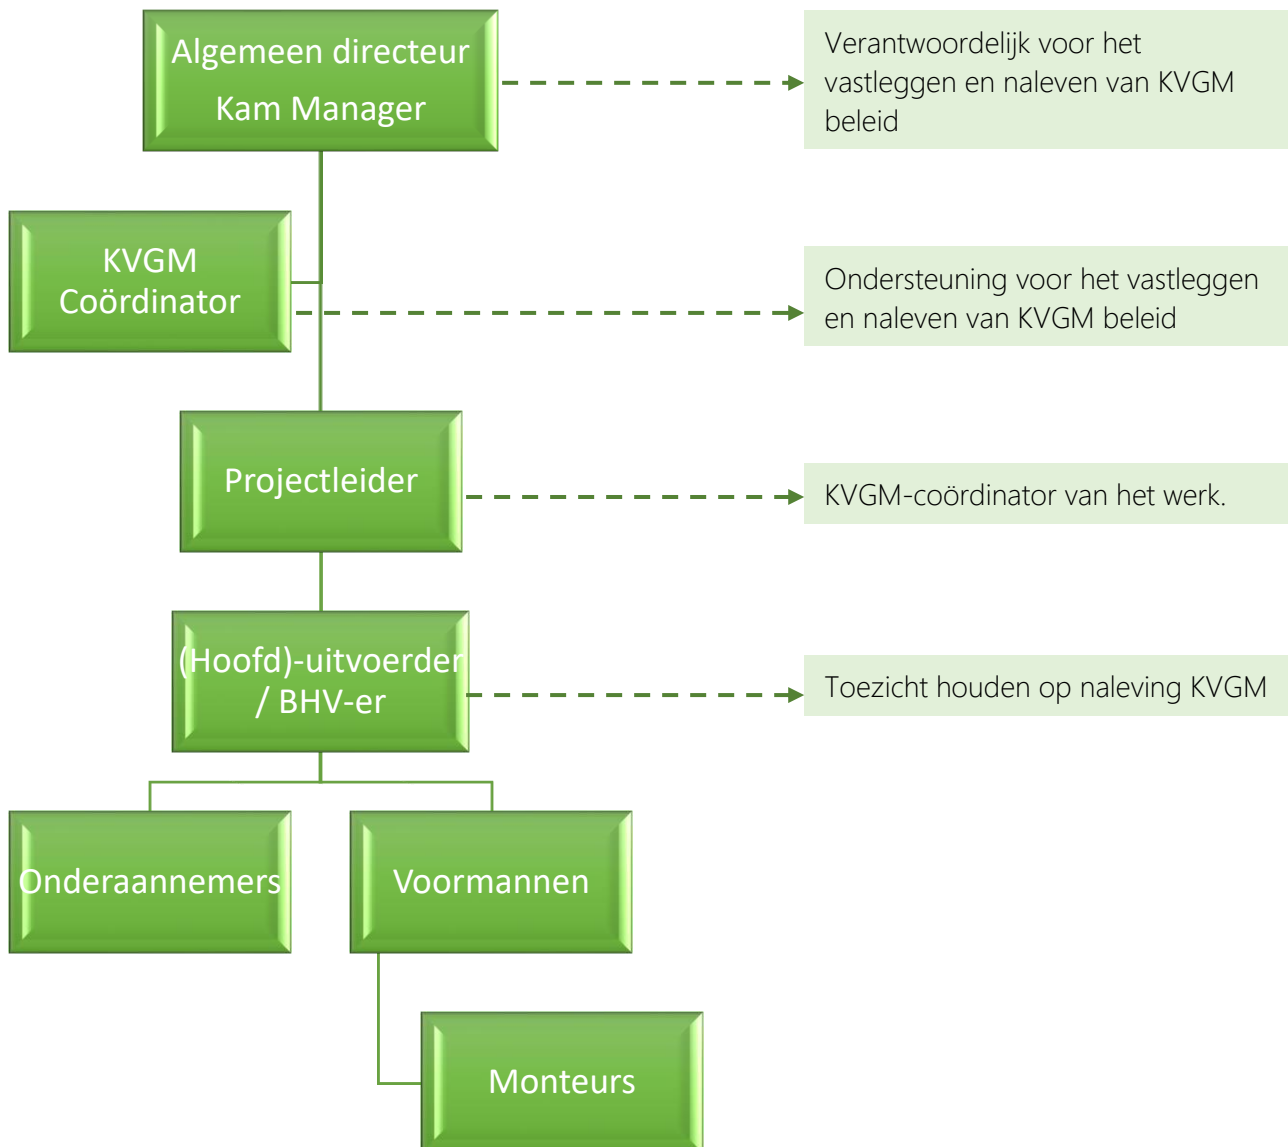 Algemeen directeur
Kam Manager
Verantwoordelijk voor het
vastleggen en naleven van KVGM
beleid
KVGM
Coördinator
Ondersteuning voor het vastleggen
en naleven van KVGM beleid
Projectleider
KVGM-coördinator van het werk.
(Hoofd)-uitvoerder
/ BHV-er
Toezicht houden op naleving KVGM
Onderaannemers
Voormannen
Monteurs